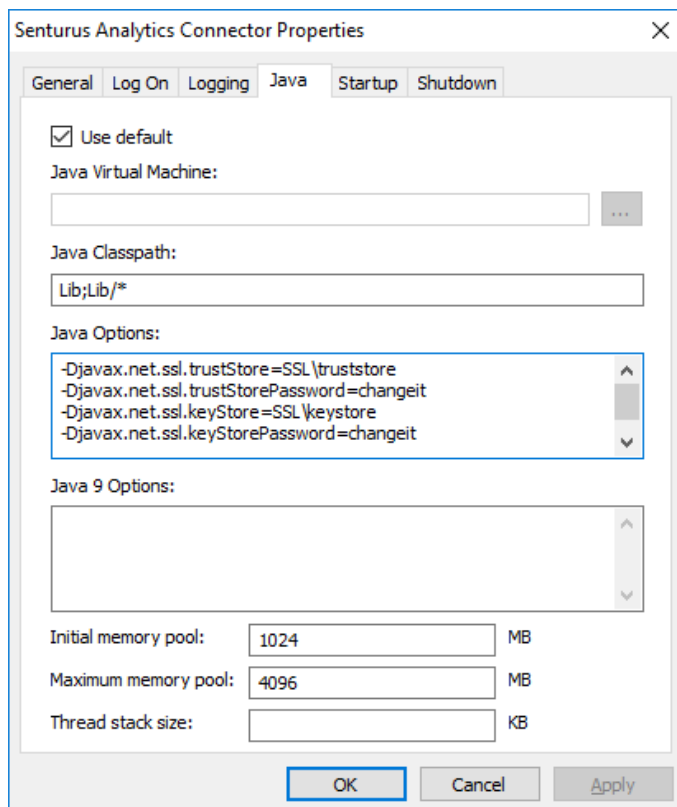 Senturus Analytics Connector Properties
General Log On Logging Java Startup Shutdown
Use default
Java Virtual Machine:
...
Java Classpath:
Lib;Lib/*
Java Options:
-Djavax.net.ssl.trustStore=SSL\truststore
-Djavax.net.ssl.trustStorePassword=changeit
-Djavax.net.ssl.keyStore=SSL\keystore
-Djavax.net.ssl.keyStorePassword=changeit
Java 9 Options:
Initial memory pool: 1024 MB
Maximum memory pool: 4096 MB
Thread stack size: KB
OK Cancel Apply